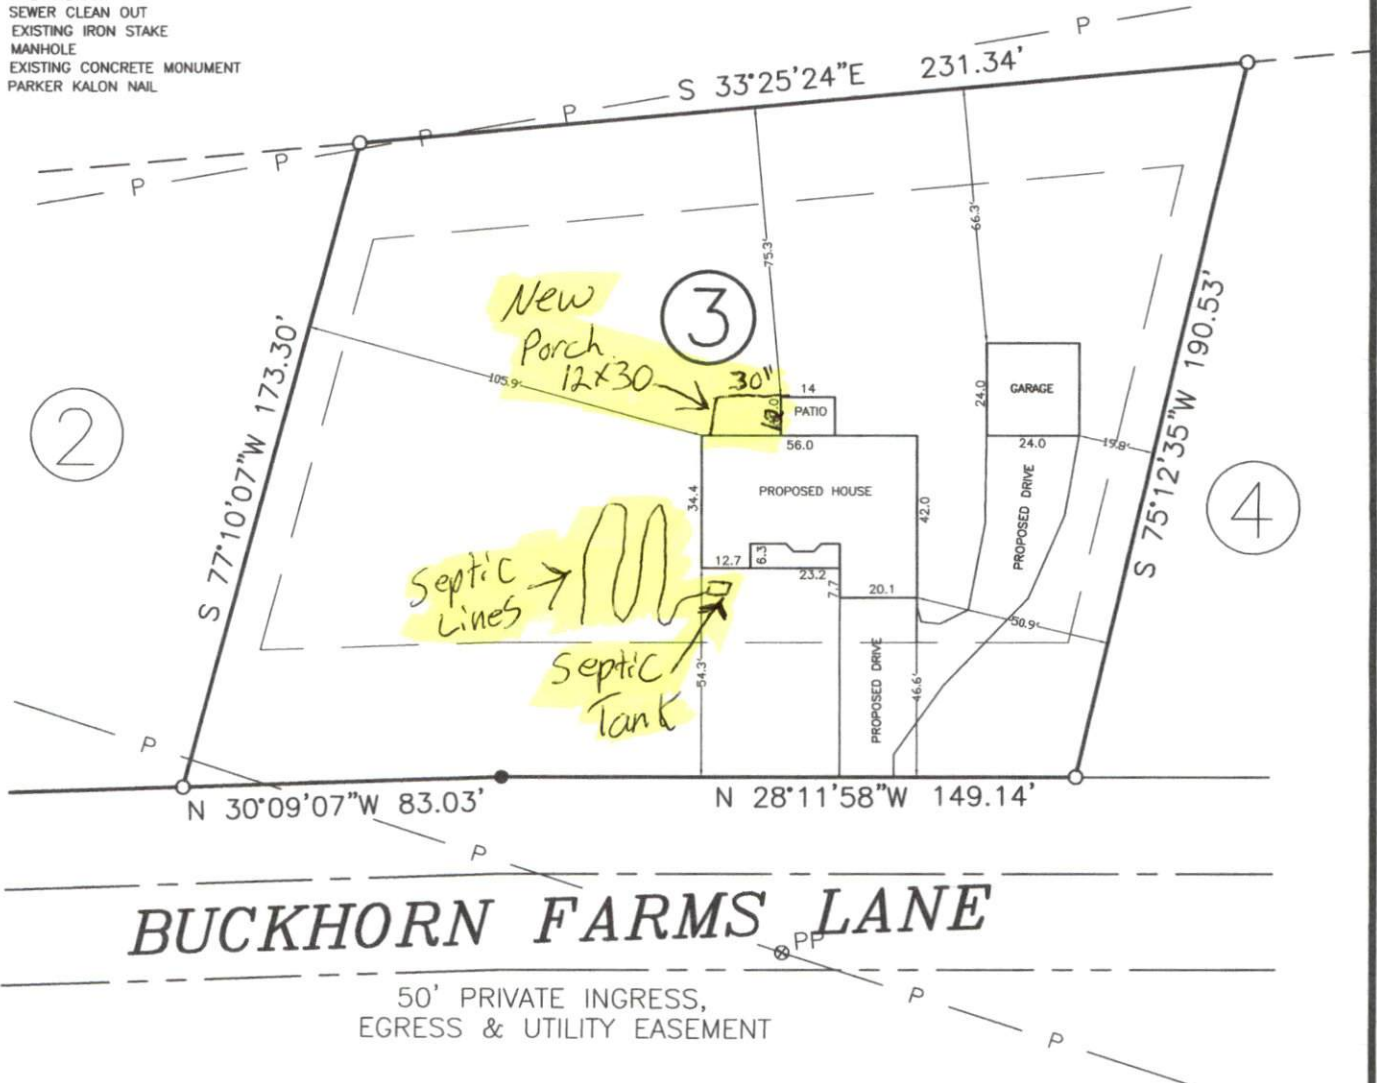 SEWER CLEAN OUT
EXISTING IRON STAKE
MANHOLE
EXISTING CONCRETE MONUMENT
PARKER KALON NAIL
P
P
P
P
P
S 33°25'24"E 231.34'
75.3'
66.3'
New
Porch
12x30
3
30"
14
PATIO
105.9'
24.0
GARAGE
24.0
19.8'
S 77°10'07"W 173.30'
S 75°12'35"W 190.53'
2
4
56.0
PROPOSED HOUSE
34.4
42.0
PROPOSED DRIVE
12.7
6.3
23.2
7.7
20.1
50.9'
Septic
Lines
Septic
Tank
54.3'
PROPOSED DRIVE
46.6'
P
N 30°09'07"W 83.03'
N 28°11'58"W 149.14'
P
BUCKHORN FARMS LANE
PP
50' PRIVATE INGRESS,
EGRESS & UTILITY EASEMENT
P
P